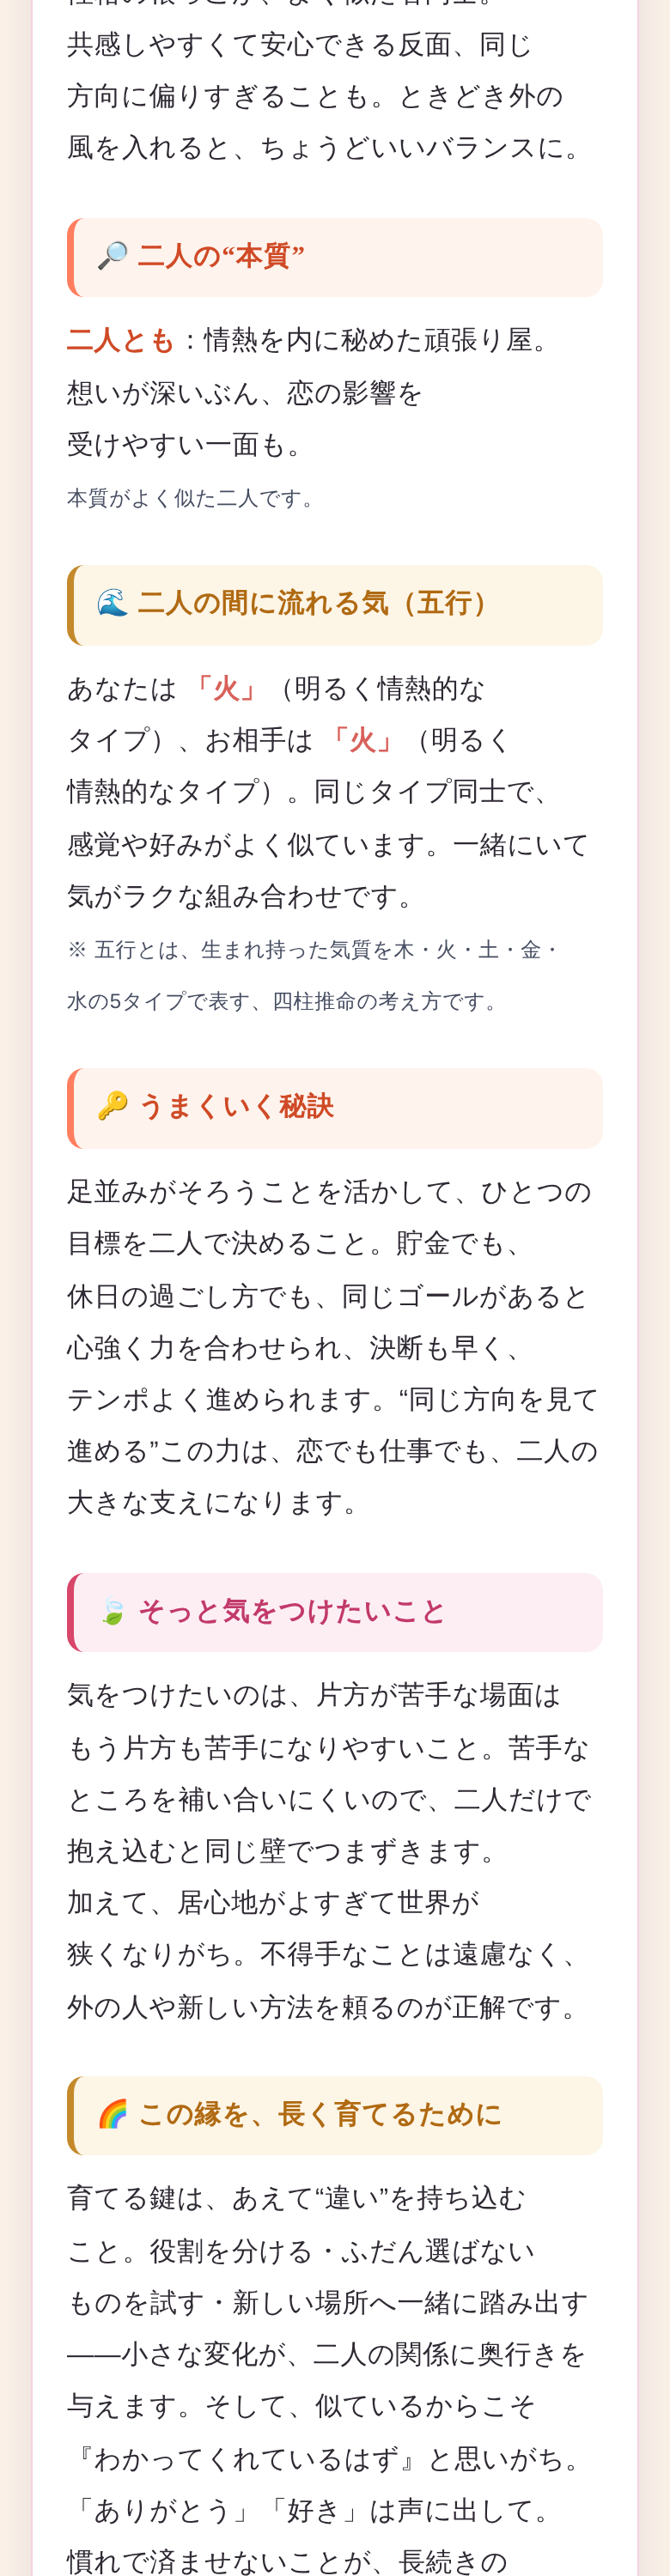 共感しやすくて安心できる反面、同じ
方向に偏りすぎることも。ときどき外の
風を入れると、ちょうどいいバランスに。
🔎 二人の“本質”
二人とも：情熱を内に秘めた頑張り屋。
想いが深いぶん、恋の影響を
受けやすい一面も。
本質がよく似た二人です。
🌊 二人の間に流れる気（五行）
あなたは 「火」（明るく情熱的な
タイプ）、お相手は 「火」（明るく
情熱的なタイプ）。同じタイプ同士で、
感覚や好みがよく似ています。一緒にいて
気がラクな組み合わせです。
※ 五行とは、生まれ持った気質を木・火・土・金・
水の5タイプで表す、四柱推命の考え方です。
🔑 うまくいく秘訣
足並みがそろうことを活かして、ひとつの
目標を二人で決めること。貯金でも、
休日の過ごし方でも、同じゴールがあると
心強く力を合わせられ、決断も早く、
テンポよく進められます。“同じ方向を見て
進める”この力は、恋でも仕事でも、二人の
大きな支えになります。
🍃 そっと気をつけたいこと
気をつけたいのは、片方が苦手な場面は
もう片方も苦手になりやすいこと。苦手な
ところを補い合いにくいので、二人だけで
抱え込むと同じ壁でつまずきます。
加えて、居心地がよすぎて世界が
狭くなりがち。不得手なことは遠慮なく、
外の人や新しい方法を頼るのが正解です。
🌈 この縁を、長く育てるために
育てる鍵は、あえて“違い”を持ち込む
こと。役割を分ける・ふだん選ばない
ものを試す・新しい場所へ一緒に踏み出す
——小さな変化が、二人の関係に奥行きを
与えます。そして、似ているからこそ
『わかってくれているはず』と思いがち。
「ありがとう」「好き」は声に出して。
慣れで済ませないことが、長続きの